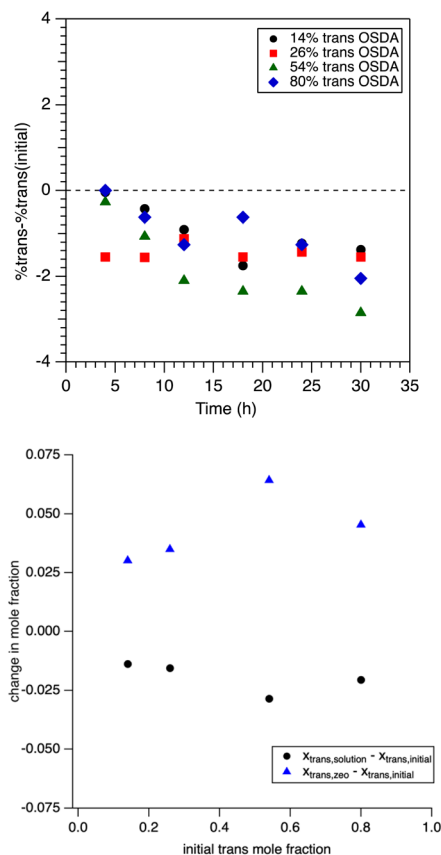 4
2
0
-2
-4
%trans-%trans(initial)
14% trans OSDA
26% trans OSDA
54% trans OSDA
80% trans OSDA
0 5 10 15 20 25 30 35
Time (h)
0.075
0.050
0.025
0.000
-0.025
-0.050
-0.075
change in mole fraction
xtrans,solution - xtrans,initial
xtrans,zeo - xtrans,initial
0.0 0.2 0.4 0.6 0.8 1.0
initial trans mole fraction